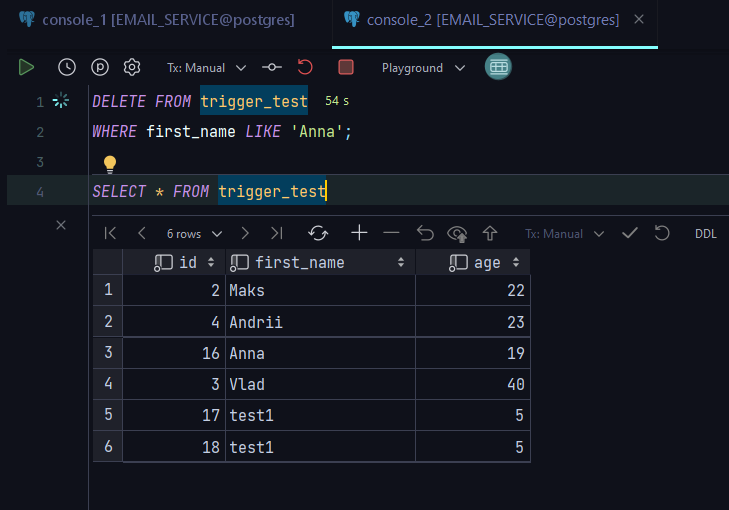 console_1 [EMAIL_SERVICE@postgres] console_2 [EMAIL_SERVICE@postgres]
Tx: Manual Playground
1 DELETE FROM trigger_test 54 s
2 WHERE first_name LIKE 'Anna';
3
4 SELECT * FROM trigger_test
6 rows Tx: Manual DDL
id first_name age
1 2 Maks 22
2 4 Andrii 23
3 16 Anna 19
4 3 Vlad 40
5 17 test1 5
6 18 test1 5